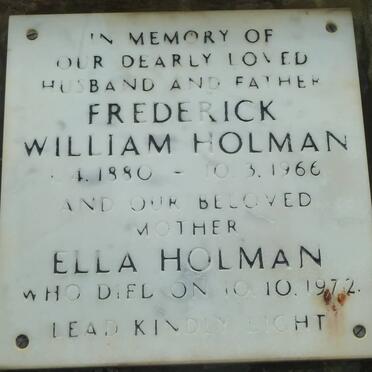 IN MEMORY OF
OUR DEARLY LOVED
HUSBAND AND FATHER
FREDERICK
WILLIAM HOLMAN
4. 1880 - 10. 3. 1966
AND OUR BELOVED
MOTHER
ELLA HOLMAN
WHO DIED ON 10. 10. 1972.
LEAD KINDLY LIGHT